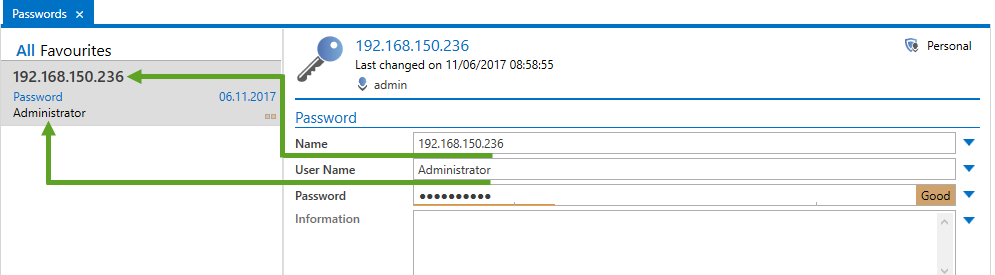 Passwords ×
All Favourites
192.168.150.236
Password 06.11.2017
Administrator
192.168.150.236
Last changed on 11/06/2017 08:58:55
admin
Personal
Password
Name 192.168.150.236
User Name Administrator
Password ●●●●●●●●●● Good
Information